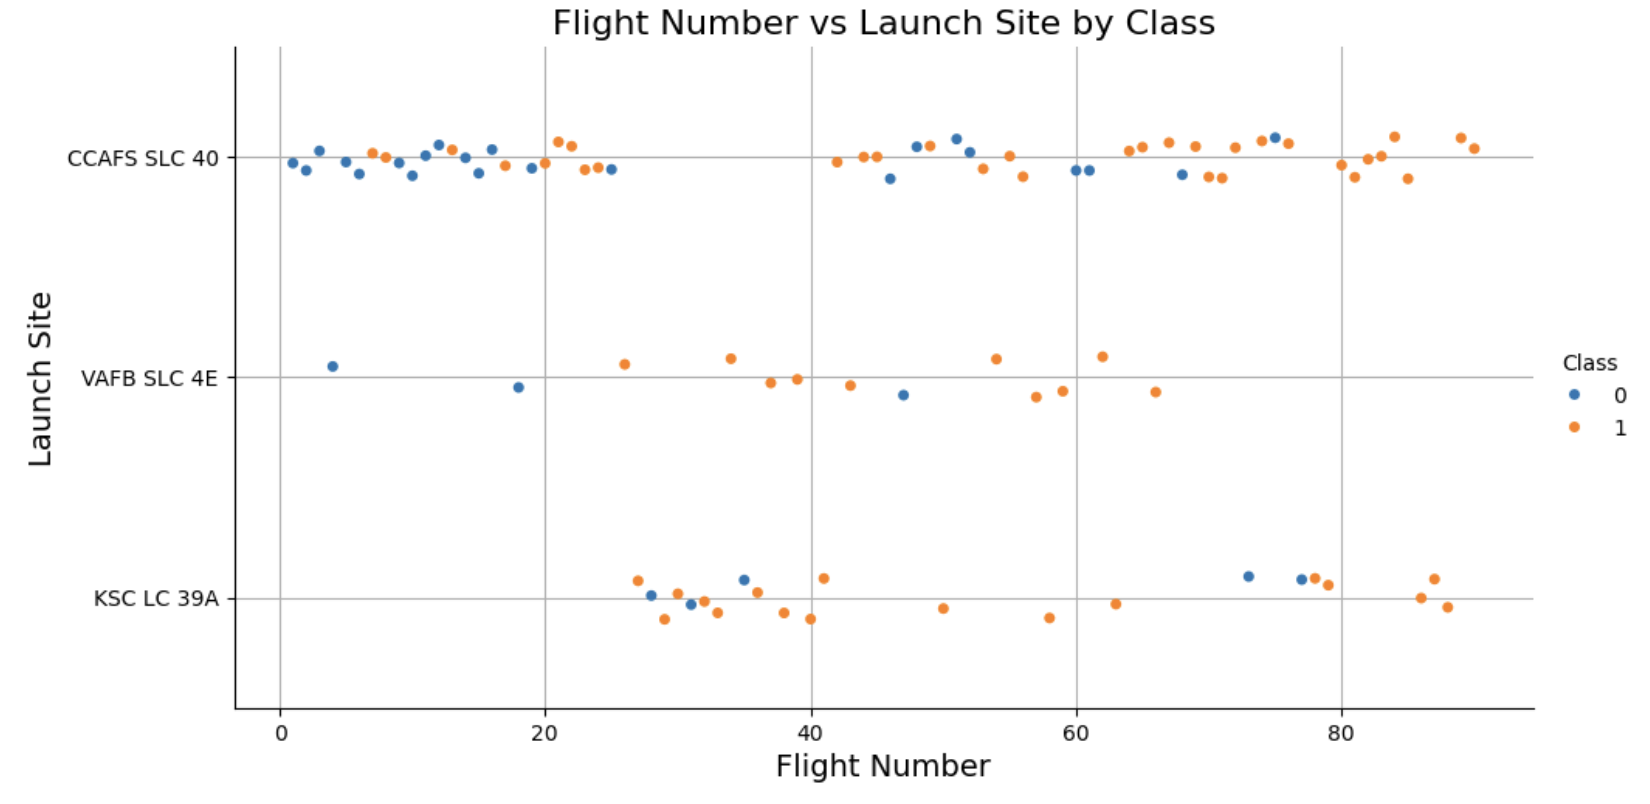 Flight Number vs Launch Site by Class
CCAFS SLC 40
VAFB SLC 4E
KSC LC 39A
Launch Site
0 20 40 60 80
Flight Number
Class
0
1